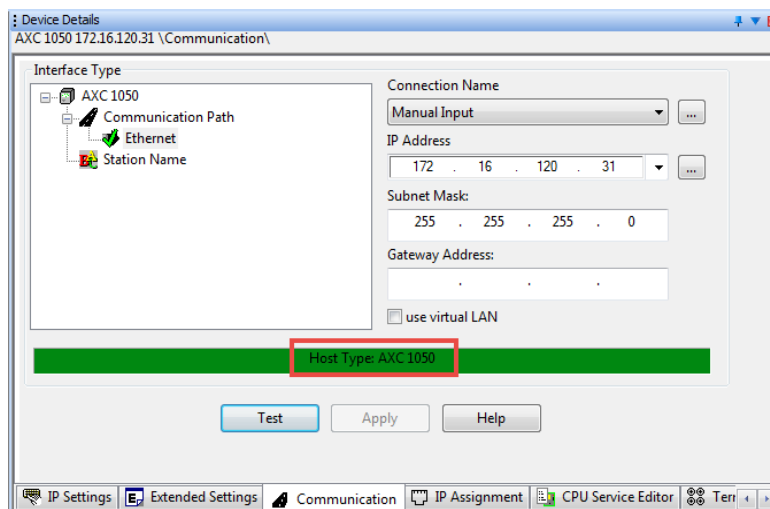 Device Details
AXC 1050 172.16.120.31 \Communication\
Interface Type
AXC 1050
Communication Path
Ethernet
Station Name
Connection Name
Manual Input
...
IP Address
172 . 16 . 120 . 31
...
Subnet Mask:
255 . 255 . 255 . 0
Gateway Address:
. . .
use virtual LAN
Host Type: AXC 1050
Test Apply Help
IP Settings Extended Settings Communication IP Assignment CPU Service Editor